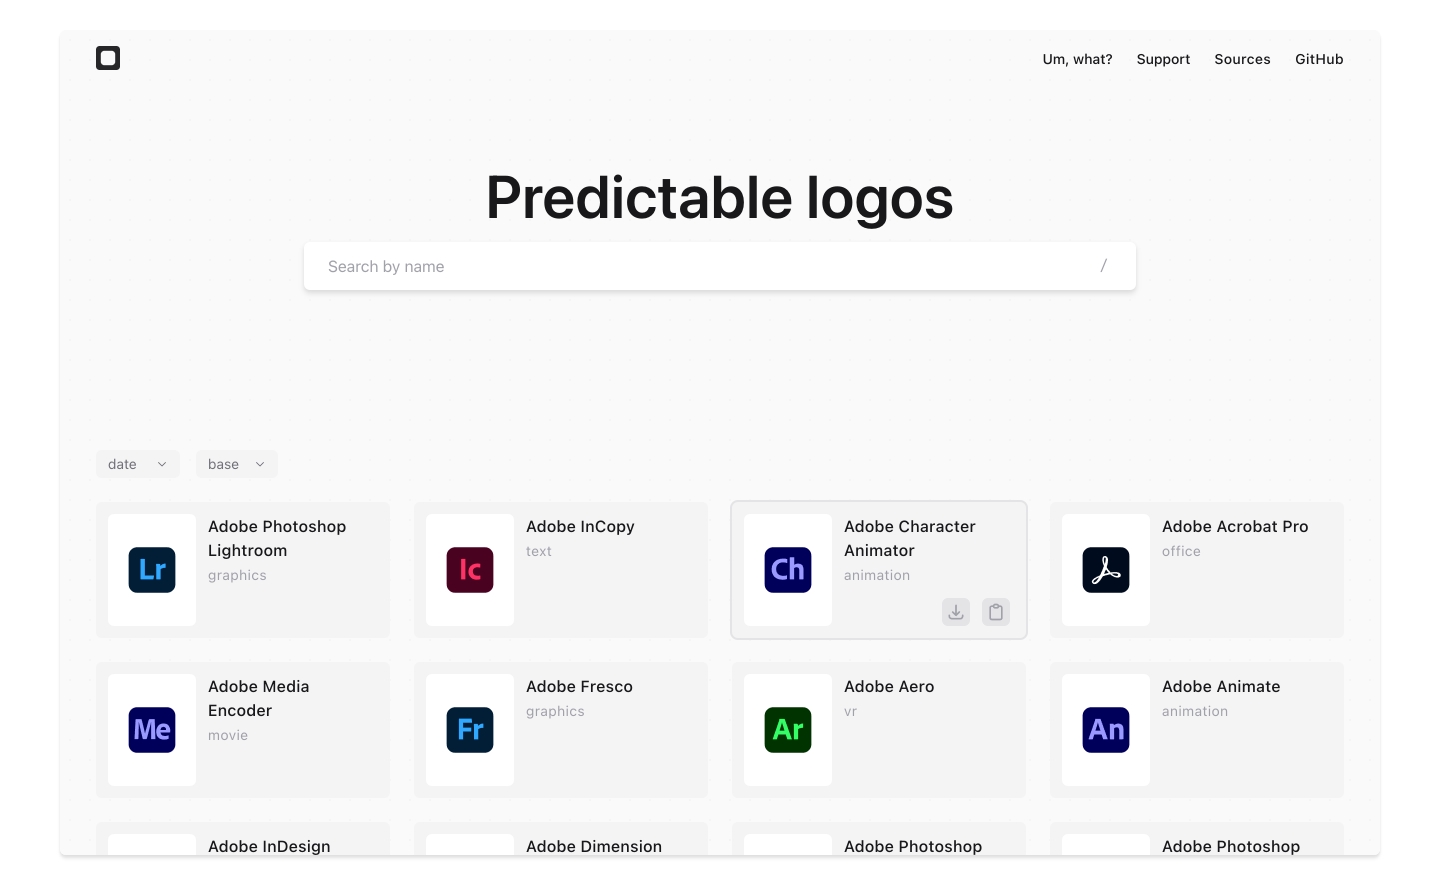 Um, what? Support Sources GitHub
Predictable logos
Search by name /
date base
Lr
Adobe Photoshop
Lightroom
graphics
Ic
Adobe InCopy
text
Ch
Adobe Character
Animator
animation
Adobe Acrobat Pro
office
Me
Adobe Media
Encoder
movie
Fr
Adobe Fresco
graphics
Ar
Adobe Aero
vr
An
Adobe Animate
animation
Adobe InDesign
Adobe Dimension
Adobe Photoshop
Adobe Photoshop